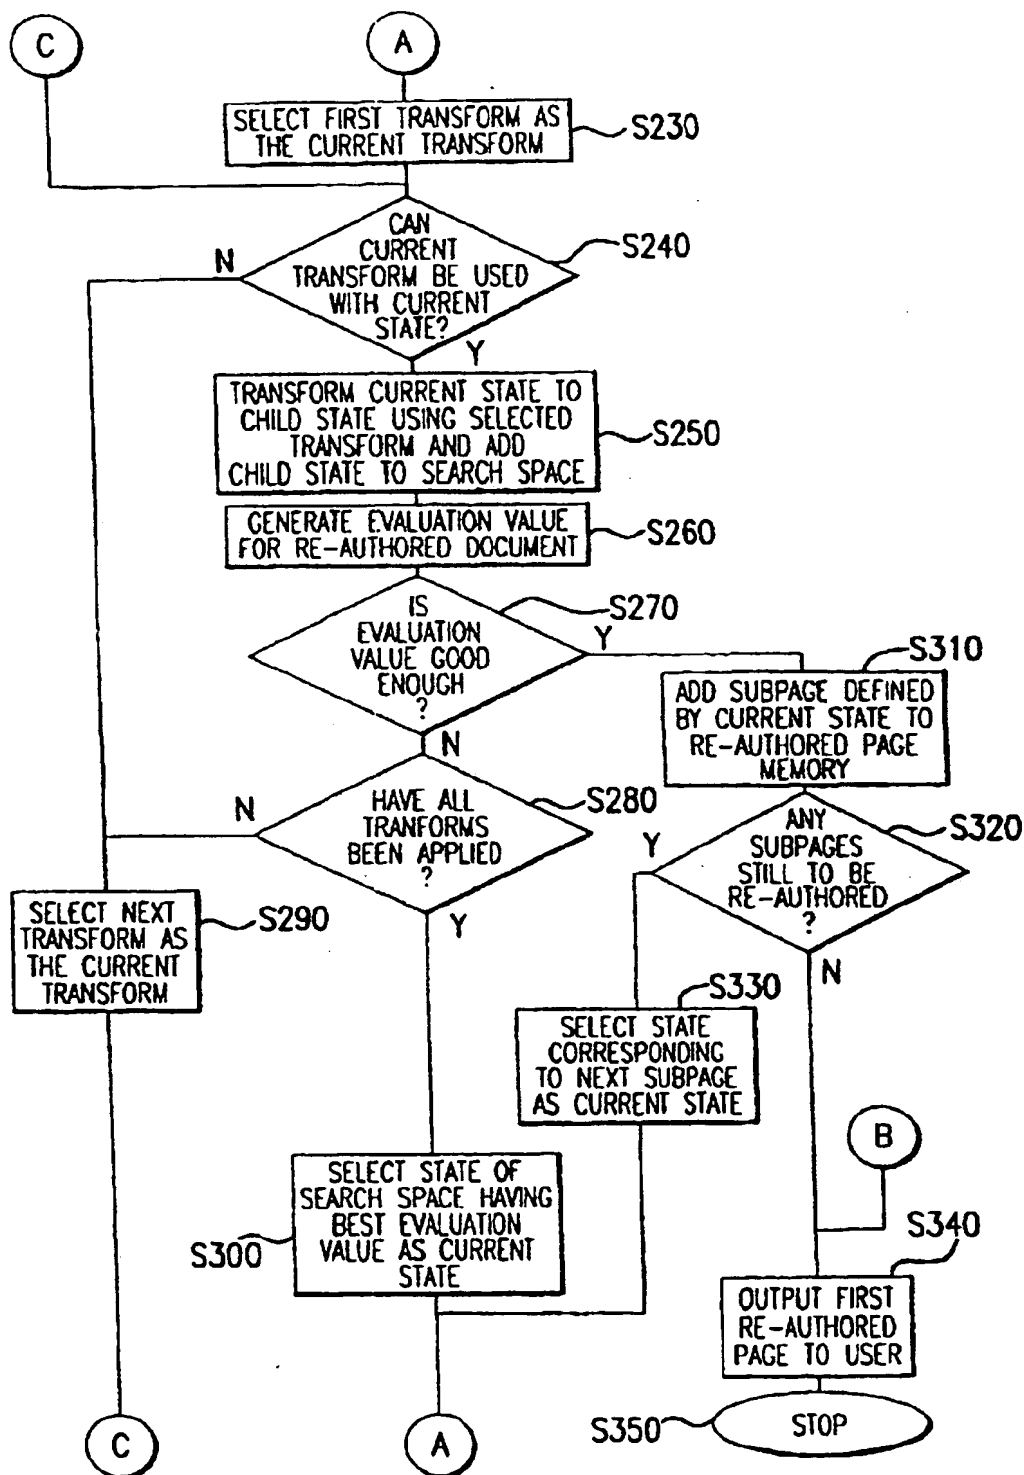 C
A
SELECT FIRST TRANSFORM AS
THE CURRENT TRANSFORM
S230
CAN
CURRENT
TRANSFORM BE USED
WITH CURRENT
STATE?
S240
N
Y
TRANSFORM CURRENT STATE TO
CHILD STATE USING SELECTED
TRANSFORM AND ADD
CHILD STATE TO SEARCH SPACE
S250
GENERATE EVALUATION VALUE
FOR RE-AUTHORED DOCUMENT
S260
IS
EVALUATION
VALUE GOOD
ENOUGH
?
S270
Y
N
S310
ADD SUBPAGE DEFINED
BY CURRENT STATE TO
RE-AUTHORED PAGE
MEMORY
HAVE ALL
TRANFORMS
BEEN APPLIED
?
S280
N
Y
ANY
SUBPAGES
STILL TO BE
RE-AUTHORED
?
S320
Y
N
SELECT NEXT
TRANSFORM AS
THE CURRENT
TRANSFORM
S290
S330
SELECT STATE
CORRESPONDING
TO NEXT SUBPAGE
AS CURRENT STATE
B
SELECT STATE OF
SEARCH SPACE HAVING
BEST EVALUATION
VALUE AS CURRENT
STATE
S300
S340
OUTPUT FIRST
RE-AUTHORED
PAGE TO USER
S350
STOP
C
A